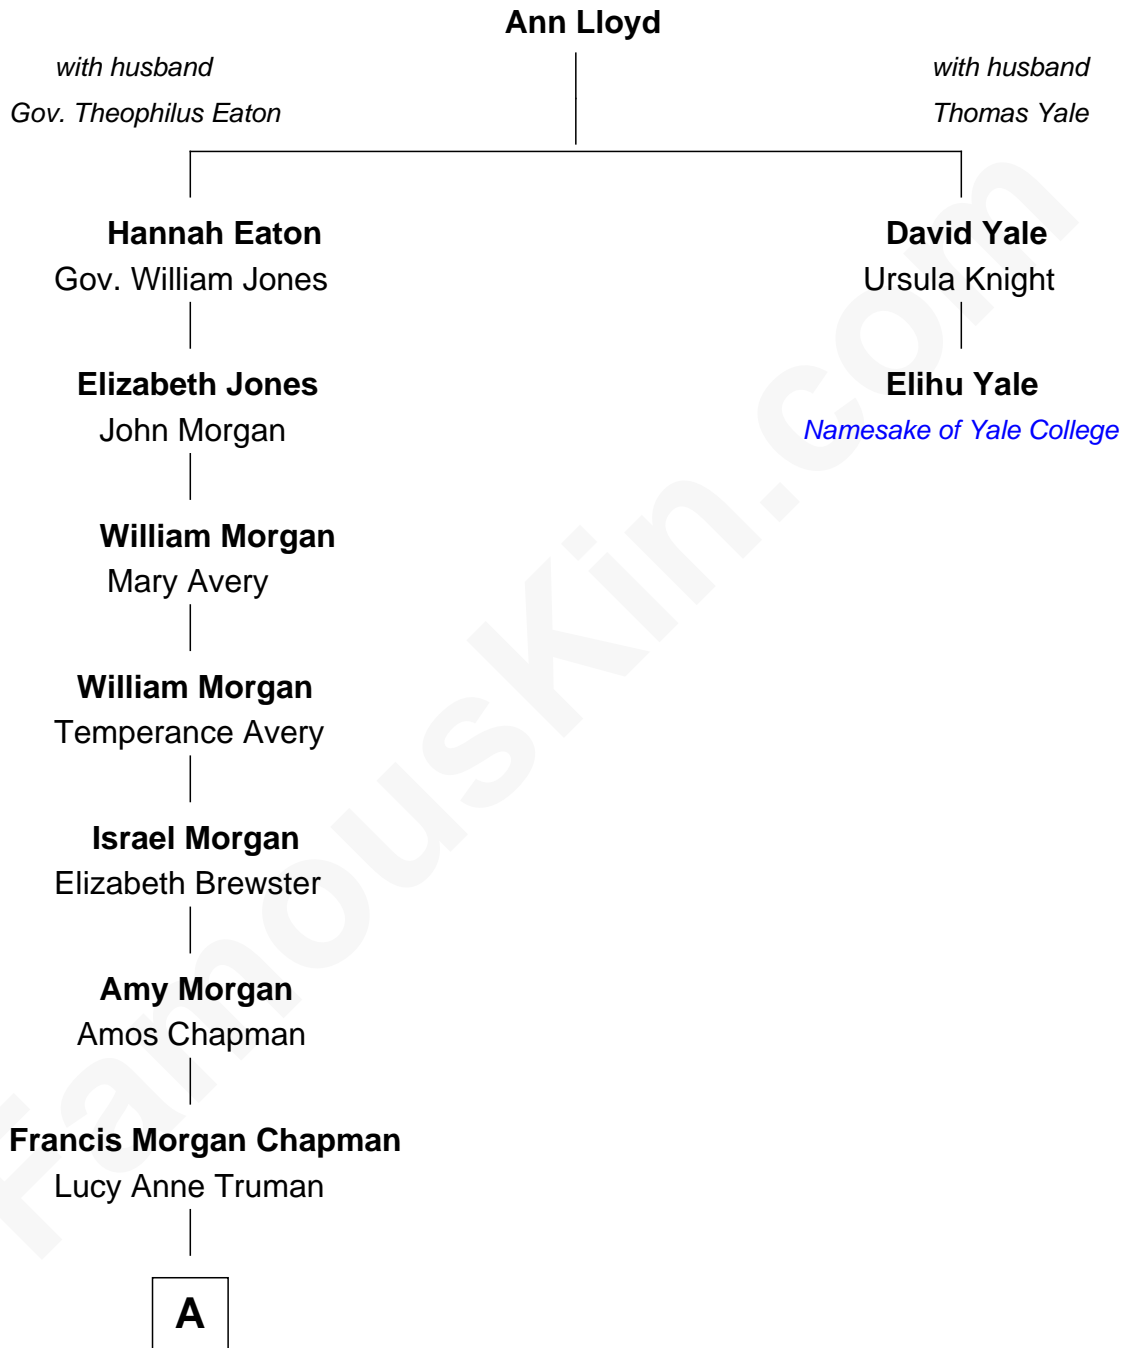 Ann Lloyd
with husband
Gov. Theophilus Eaton
with husband
Thomas Yale
Hannah Eaton
Gov. William Jones
David Yale
Ursula Knight
Elizabeth Jones
John Morgan
Elihu Yale
Namesake of Yale College
William Morgan
Mary Avery
William Morgan
Temperance Avery
Israel Morgan
Elizabeth Brewster
Amy Morgan
Amos Chapman
Francis Morgan Chapman
Lucy Anne Truman
A
FamousKin.com